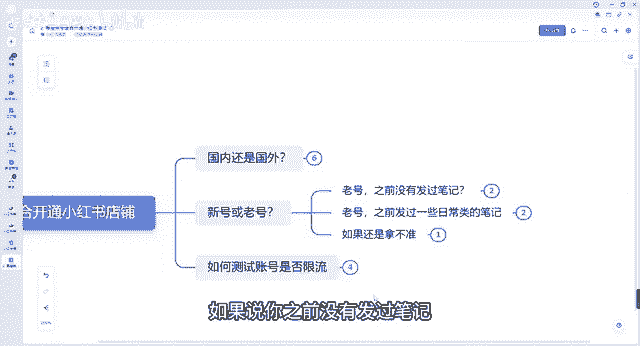 合开通小红书店铺
国内还是国外？
6
新号或老号？
老号，之前没有发过笔记？
2
老号，之前发过一些日常类的笔记
2
如果还是拿不准
1
如何测试账号是否限流
4
如果说你之前没有发过笔记